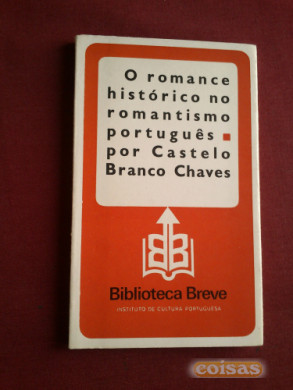 O romance
histórico no
romantismo
português ■
por Castelo
Branco Chaves
Biblioteca Breve
INSTITUTO DE CULTURA PORTUGUESA
coisas